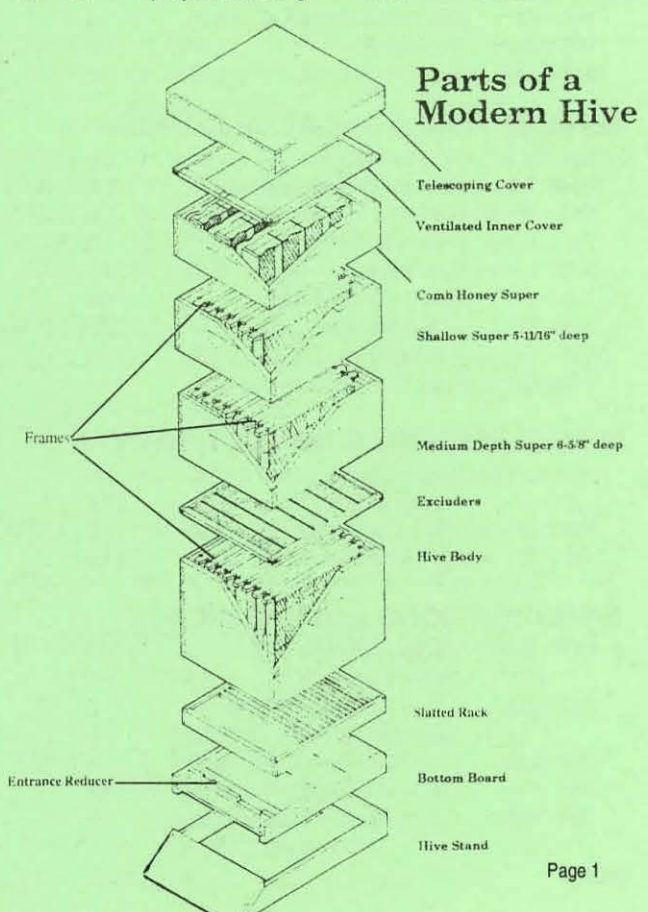 Parts of a
Modern Hive
Telescoping Cover
Ventilated Inner Cover
Comb Honey Super
Shallow Super 5-11/16" deep
Frames
Medium Depth Super 6-5/8" deep
Excluders
Hive Body
Slatted Rack
Entrance Reducer
Bottom Board
Hive Stand
Page 1